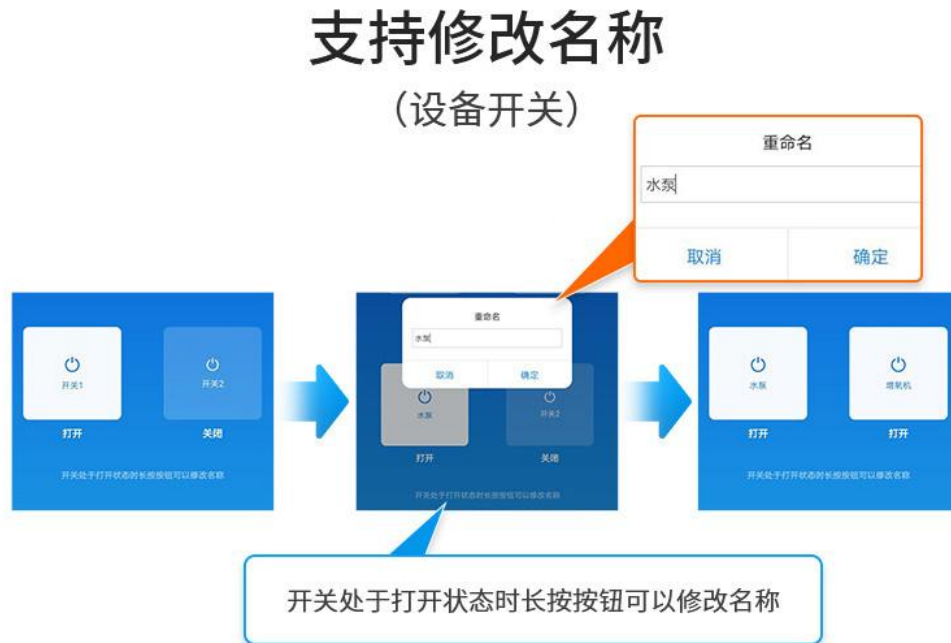 支持修改名称
（设备开关）
重命名
水泵
取消 确定
开关1 开关2
打开 关闭
开关处于打开状态时长按按钮可以修改名称
重命名
水泵
取消 确定
水泵 开关2
打开 关闭
开关处于打开状态时长按按钮可以修改名称
水泵 增氧机
打开 打开
开关处于打开状态时长按按钮可以修改名称
开关处于打开状态时长按按钮可以修改名称